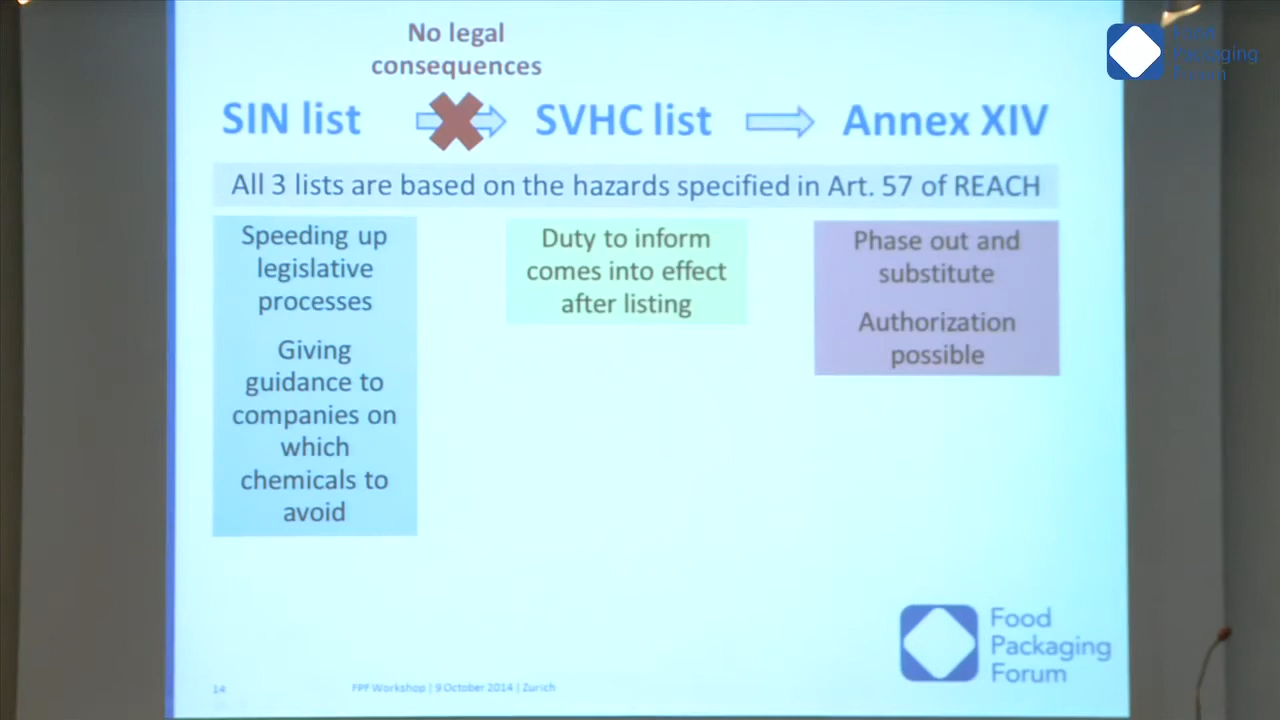 No legal
consequences
SIN list
SVHC list
Annex XIV
All 3 lists are based on the hazards specified in Art. 57 of REACH
Speeding up
legislative
processes
Giving
guidance to
companies on
which
chemicals to
avoid
Duty to inform
comes into effect
after listing
Phase out and
substitute
Authorization
possible
Food
Packaging
Forum
14
FPF Workshop | 9 October 2014 | Zurich
Food
Packaging
Forum